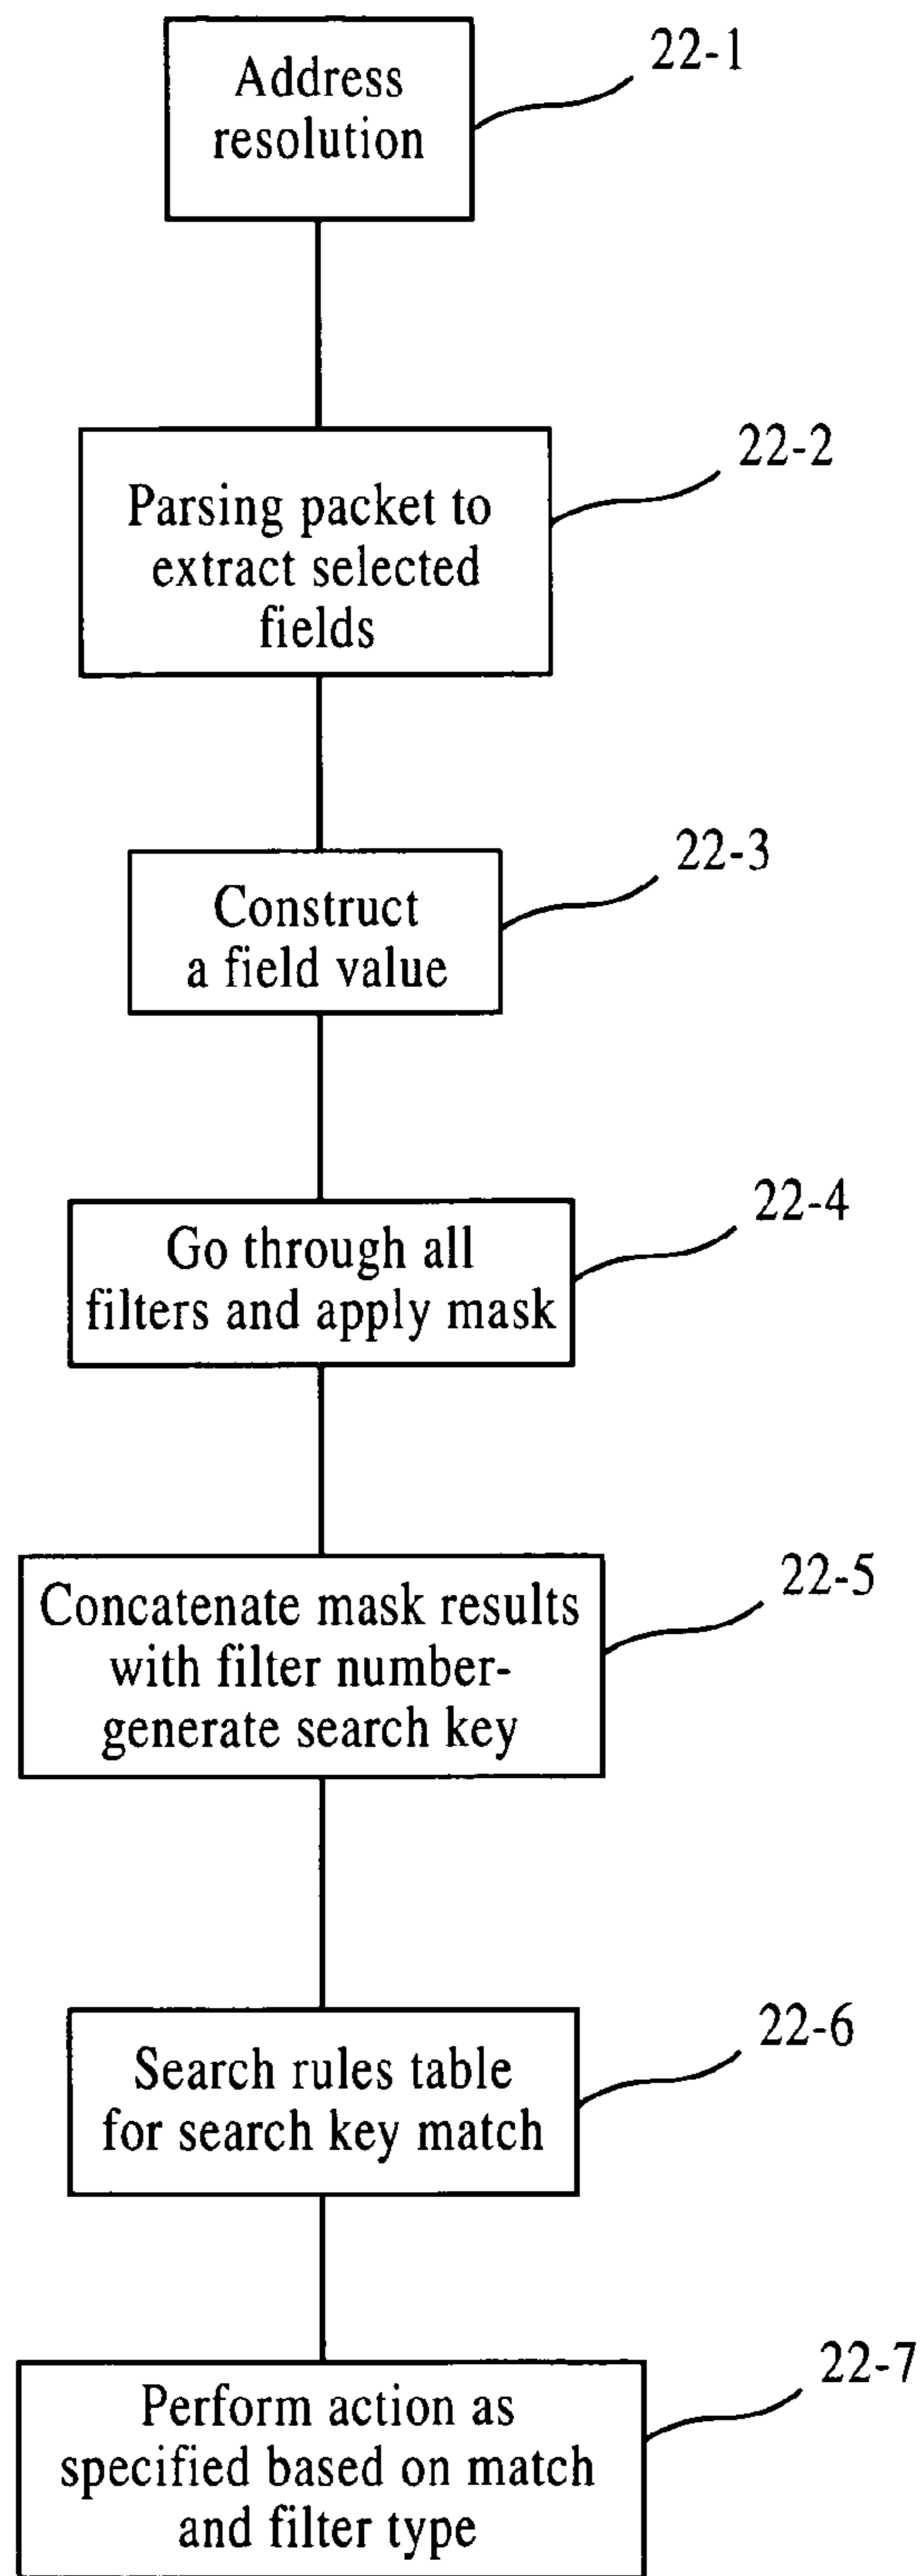 Address
resolution
22-1
Parsing packet to
extract selected
fields
22-2
Construct
a field value
22-3
Go through all
filters and apply mask
22-4
Concatenate mask results
with filter number-
generate search key
22-5
Search rules table
for search key match
22-6
Perform action as
specified based on match
and filter type
22-7